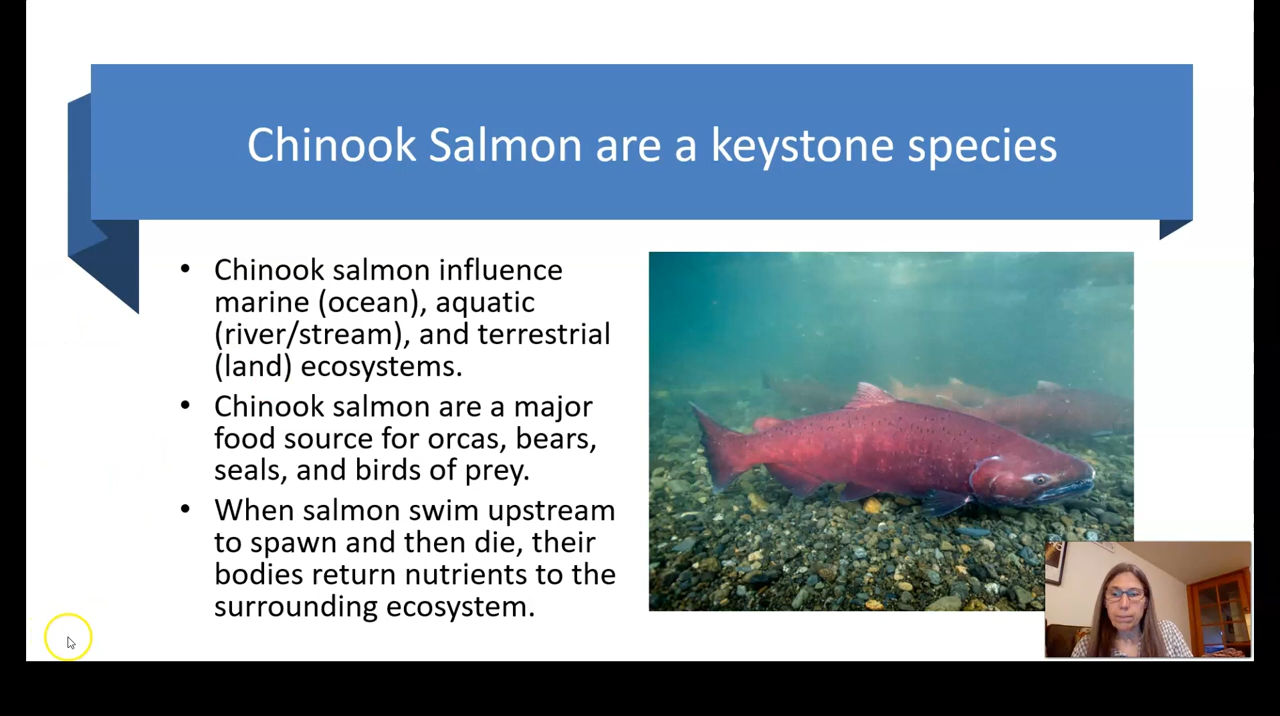 Chinook Salmon are a keystone species
• Chinook salmon influence
marine (ocean), aquatic
(river/stream), and terrestrial
(land) ecosystems.
• Chinook salmon are a major
food source for orcas, bears,
seals, and birds of prey.
• When salmon swim upstream
to spawn and then die, their
bodies return nutrients to the
surrounding ecosystem.